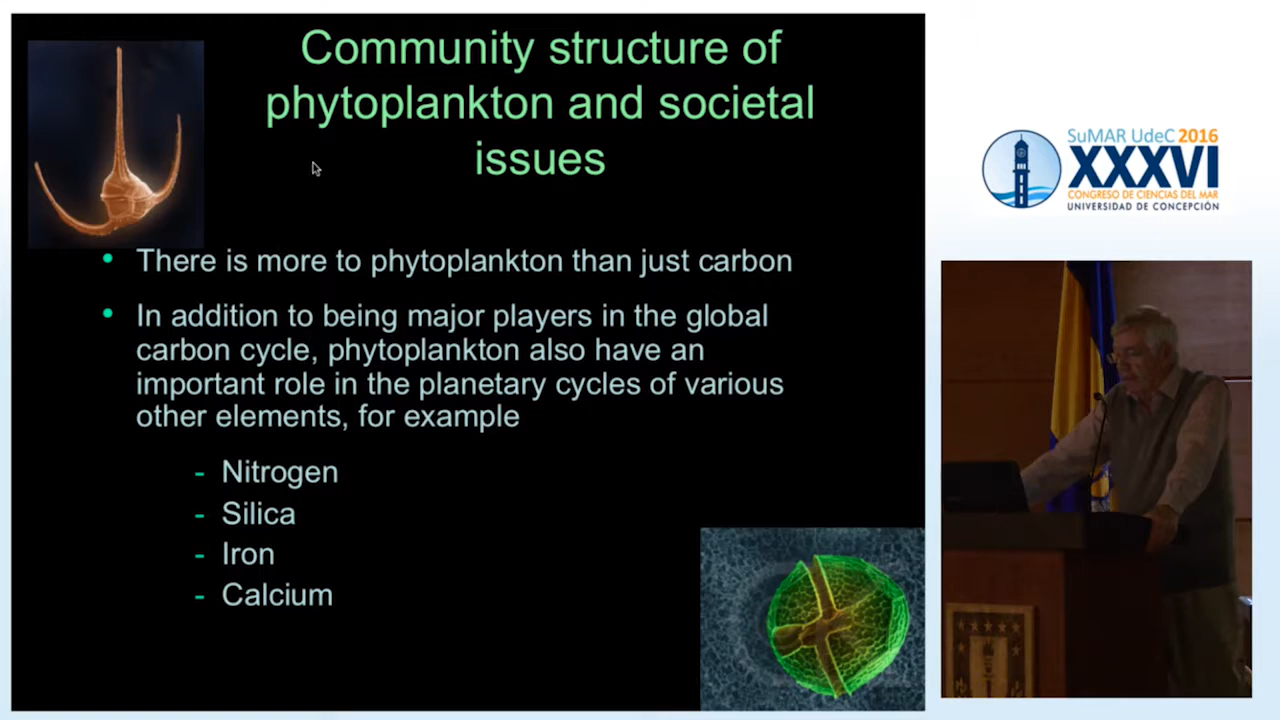 Community structure of
phytoplankton and societal
issues
• There is more to phytoplankton than just carbon
• In addition to being major players in the global
carbon cycle, phytoplankton also have an
important role in the planetary cycles of various
other elements, for example
- Nitrogen
- Silica
- Iron
- Calcium
SuMAR UdeC 2016
XXXVI
CONGRESO DE CIENCIAS DEL MAR
UNIVERSIDAD DE CONCEPCIÓN